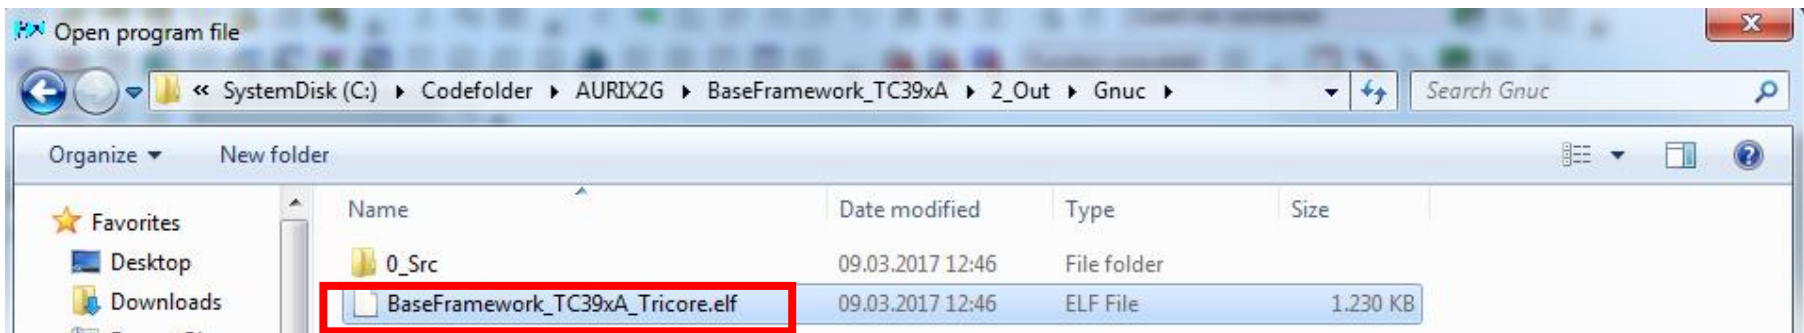 Open program file
« SystemDisk (C:) ▸ Codefolder ▸ AURIX2G ▸ BaseFramework_TC39xA ▸ 2_Out ▸ Gnuc ▸ Search Gnuc
Organize New folder
Favorites Name Date modified Type Size
Desktop 0_Src 09.03.2017 12:46 File folder
Downloads BaseFramework_TC39xA_Tricore.elf 09.03.2017 12:46 ELF File 1.230 KB